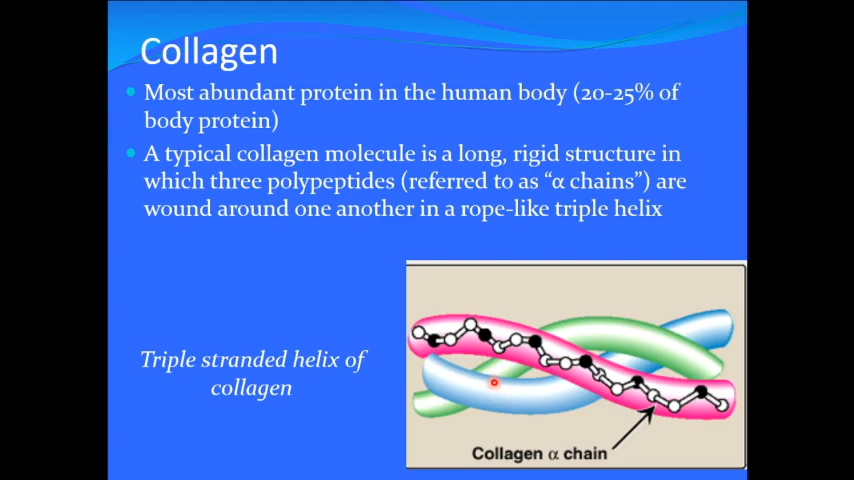 Collagen
Most abundant protein in the human body (20-25% of
body protein)
A typical collagen molecule is a long, rigid structure in
which three polypeptides (referred to as “α chains”) are
wound around one another in a rope-like triple helix
Triple stranded helix of
collagen
Collagen α chain